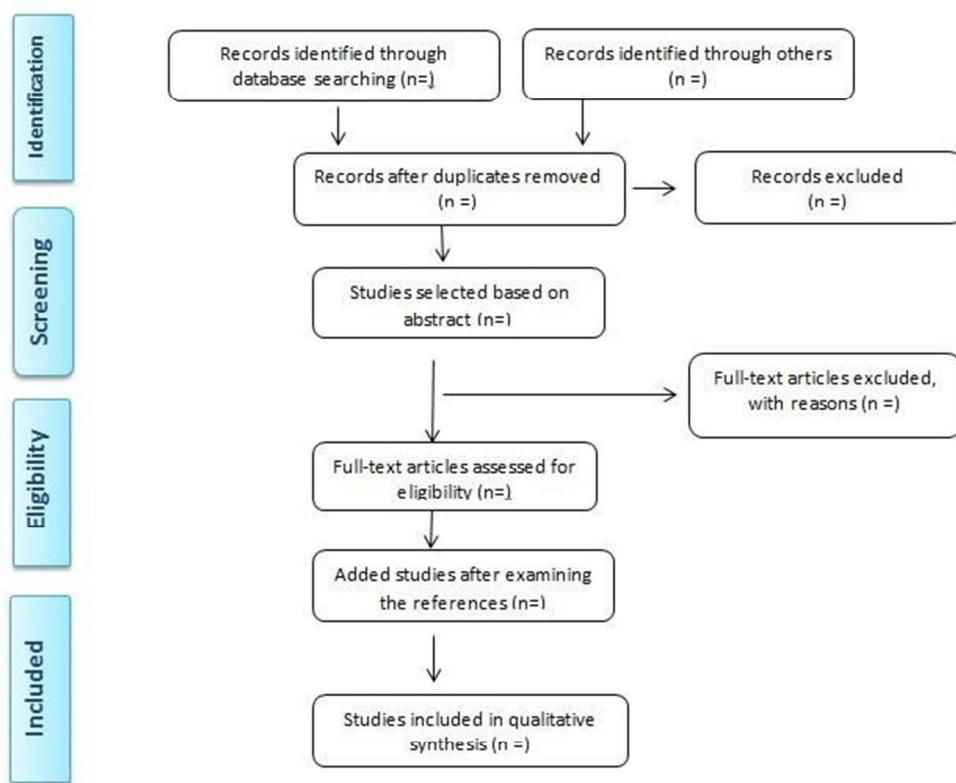 Identification
Records identified through
database searching (n=)
Records identified through others
(n =)
Records after duplicates removed
(n =)
Records excluded
(n =)
Screening
Studies selected based on
abstract (n=)
Full-text articles excluded,
with reasons (n =)
Eligibility
Full-text articles assessed for
eligibility (n=)
Added studies after examining
the references (n=)
Included
Studies included in qualitative
synthesis (n =)